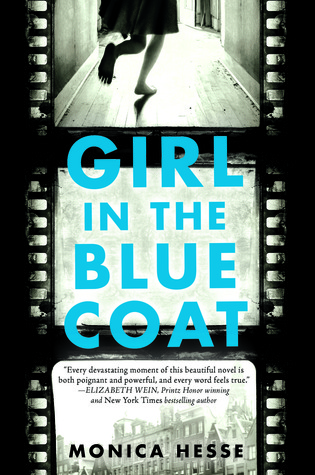 GIRL
IN THE
BLUE
COAT
"Every devastating moment of this beautiful novel is
both poignant and powerful, and every word feels true."
—ELIZABETH WEIN, Printz Honor winning
and New York Times bestselling author
MONICA HESSE